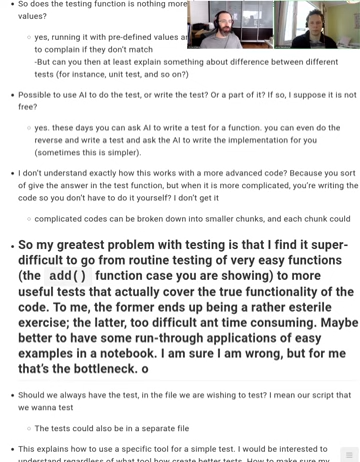 So does the testing function is nothing more
values?
yes, running it with pre-defined values
to complain if they don't match
-But can you then at least explain something about difference between different
tests (for instance, unit test, and so on?)
Possible to use AI to do the test, or write the test? Or a part of it? If so, I suppose it is not
free?
yes. these days you can ask AI to write a test for a function. you can even do the
reverse and write a test and ask the AI to write the implementation for you
(sometimes this is simpler).
I don't understand exactly how this works with a more advanced code? Because you sort
of give the answer in the test function, but when it is more complicated, you're writing the
code so you don't have to do it yourself? I don't get it
complicated codes can be broken down into smaller chunks, and each chunk could
So my greatest problem with testing is that I find it super-
difficult to go from routine testing of very easy functions
(the add() function case you are showing) to more
useful tests that actually cover the true functionality of the
code. To me, the former ends up being a rather esterile
exercise; the latter, too difficult ant time consuming. Maybe
better to have some run-through applications of easy
examples in a notebook. I am sure I am wrong, but for me
that's the bottleneck. o
Should we always have the test, in the file we are wishing to test? I mean our script that
we wanna test
The tests could also be in a separate file
This explains how to use a specific tool for a simple test. I would be interested to
understand regardless of what tool how create better tests. How to make sure my